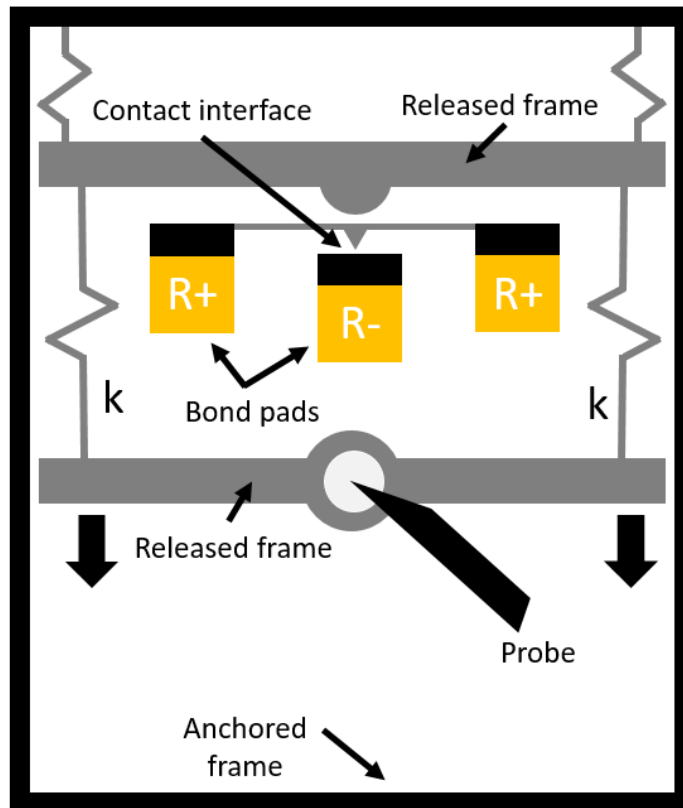 Contact interface
Released frame
R+
R-
R+
k
k
Bond pads
Released frame
Probe
Anchored
frame